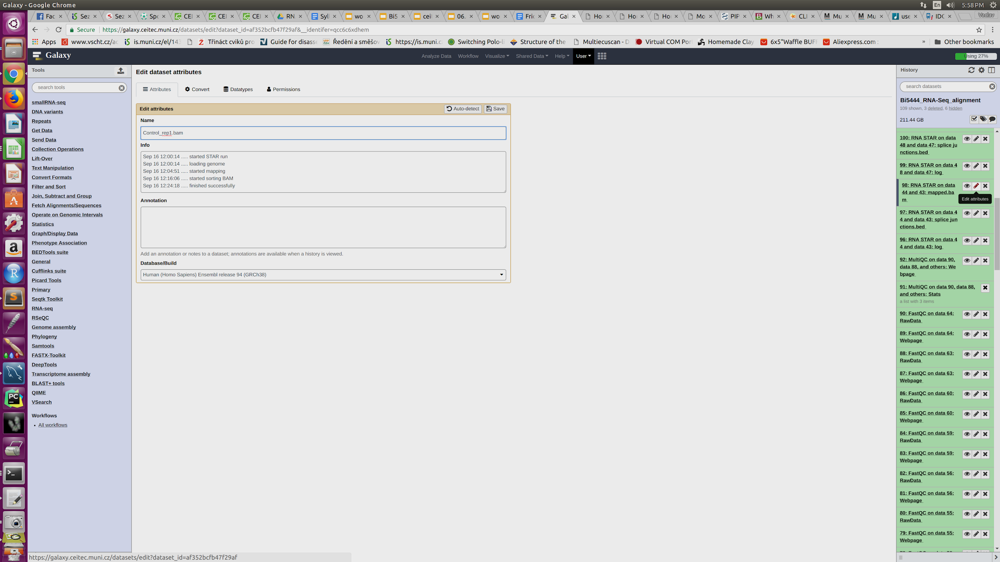 Galaxy - Google Chrome
En
5:58 PM
Fac
Sez
Sez
Spo
CEI
CEI
CEI
RN
Syll
wo
Bi5
ceil
06.
wo
Fric
Gal
Ho
Ho
Ho
Mo
PIP
Wh
CLI
Mu
Mu
use
IDO
Vaclav
Secure
https://galaxy.ceitec.muni.cz/datasets/edit?dataset_id=af352bcfb47f29af&__identifer=qcc6c6xdhem
Apps
www.vscht.cz/ac
is.muni.cz/el/143
Třináct cviků pro
Guide for disasse
Ředění a směšov
https://is.muni.c
Switching Polo-li
Structure of the
Multiecuscan - D
Virtual COM Por
Homemade Clay
6x5"Waffle BUFF
Aliexpress.com :
»
Other bookmarks
Galaxy
Analyze Data
Workflow
Visualize
Shared Data
Help
User
Using 27%
Tools
search tools
smallRNA-seq
DNA variants
Repeats
Get Data
Send Data
Collection Operations
Lift-Over
Text Manipulation
Convert Formats
Filter and Sort
Join, Subtract and Group
Fetch Alignments/Sequences
Operate on Genomic Intervals
Statistics
Graph/Display Data
Phenotype Association
BEDTools suite
General
Cufflinks suite
Picard Tools
Primary
Seqtk Toolkit
RNA-seq
RSeQC
Genome assembly
Phylogeny
Samtools
FASTX-Toolkit
DeepTools
Transcriptome assembly
BLAST+ tools
QIIME
VSearch
Workflows
All workflows
Edit dataset attributes
Attributes
Convert
Datatypes
Permissions
Edit attributes
Auto-detect
Save
Name
Control_rep1.bam
Info
Sep 16 12:00:14 ..... started STAR run
Sep 16 12:00:14 ..... loading genome
Sep 16 12:04:51 ..... started mapping
Sep 16 12:16:06 ..... started sorting BAM
Sep 16 12:24:18 ..... finished successfully
Annotation
Add an annotation or notes to a dataset; annotations are available when a history is viewed.
Database/Build
Human (Homo Sapiens) Ensembl release 94 (GRCh38)
History
search datasets
Bi5444_RNA-Seq_alignment
109 shown, 3 deleted, 6 hidden
211.44 GB
100: RNA STAR on data
48 and data 47: splice ju
nctions.bed
99: RNA STAR on data 4
8 and data 47: log
98: RNA STAR on data
44 and 43: mapped.ba
m
Edit attributes
97: RNA STAR on data 4
4 and data 43: splice jun
ctions.bed
96: RNA STAR on data 4
4 and data 43: log
92: MultiQC on data 90,
data 88, and others: We
bpage
91: MultiQC on data 90, data 88,
and others: Stats
a list with 3 items
90: FastQC on data 64:
RawData
89: FastQC on data 64:
Webpage
88: FastQC on data 63:
RawData
87: FastQC on data 63:
Webpage
86: FastQC on data 60:
RawData
85: FastQC on data 60:
Webpage
84: FastQC on data 59:
RawData
83: FastQC on data 59:
Webpage
82: FastQC on data 56:
RawData
81: FastQC on data 56:
Webpage
80: FastQC on data 55:
RawData
79: FastQC on data 55:
Webpage
https://galaxy.ceitec.muni.cz/datasets/edit?dataset_id=af352bcfb47f29af